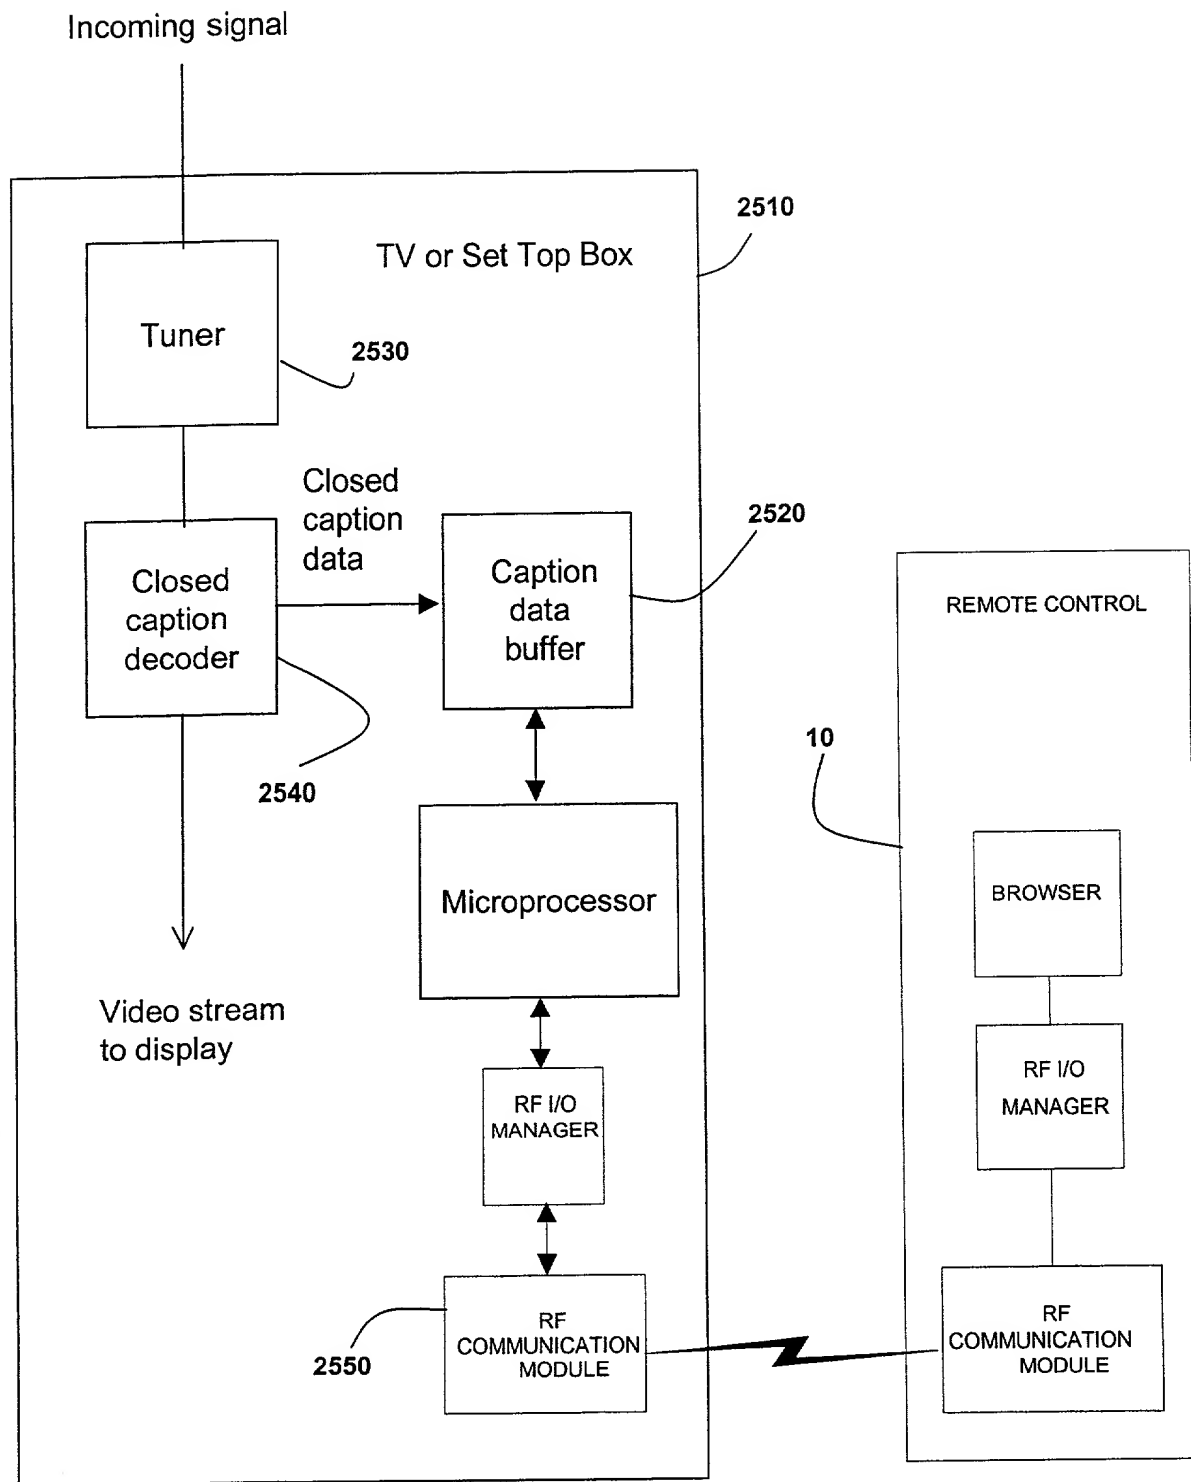 Incoming signal
2510
TV or Set Top Box
Tuner
2530
Closed
caption
data
2520
Closed
caption
decoder
Caption
data
buffer
REMOTE CONTROL
2540
10
Microprocessor
BROWSER
Video stream
to display
RF I/O
MANAGER
RF I/O
MANAGER
2550
RF
COMMUNICATION
MODULE
RF
COMMUNICATION
MODULE